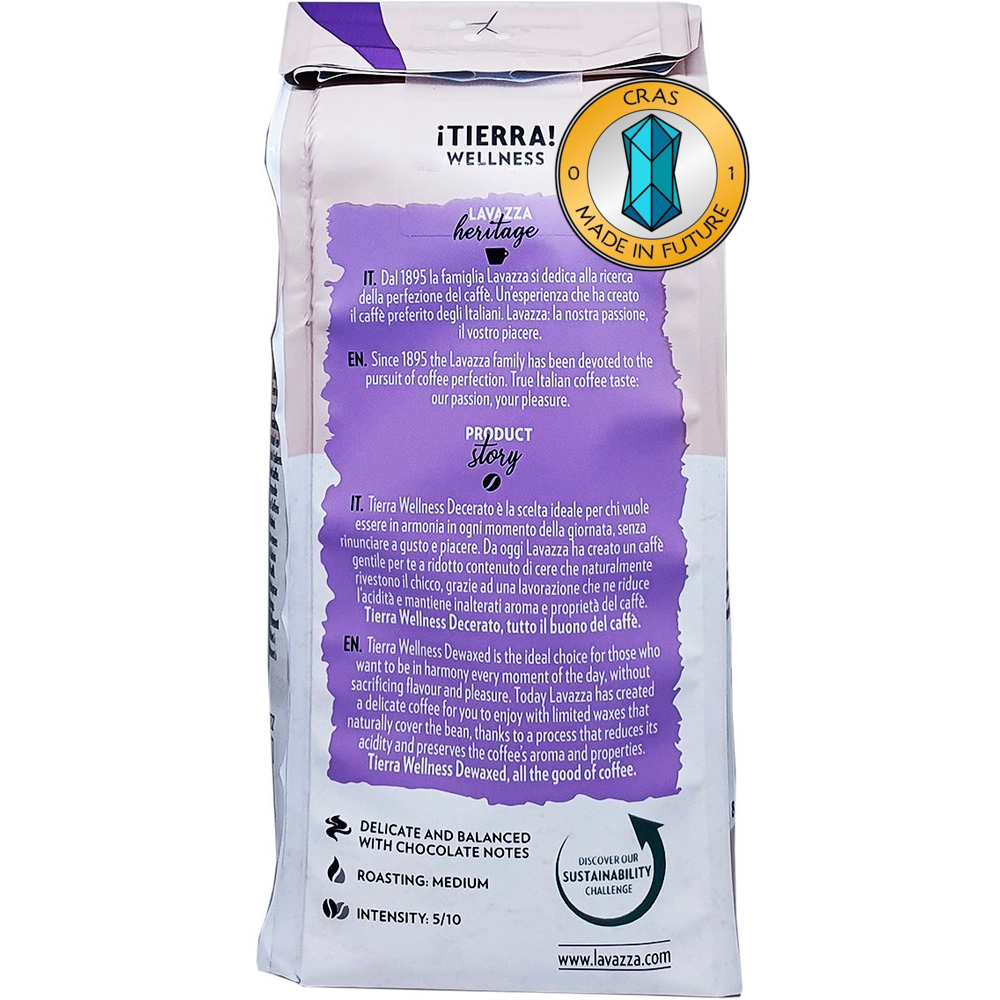 ¡TIERRA!
WELLNESS
CRAS
0 1
MADE IN FUTURE
LAVAZZA
heritage
IT. Dal 1895 la famiglia Lavazza si dedica alla ricerca
della perfezione del caffè. Un'esperienza che ha creato
il caffè preferito degli Italiani. Lavazza: la nostra passione,
il vostro piacere.
EN. Since 1895 the Lavazza family has been devoted to the
pursuit of coffee perfection. True Italian coffee taste:
our passion, your pleasure.
PRODUCT
story
IT. Tierra Wellness Decerato è la scelta ideale per chi vuole
essere in armonia in ogni momento della giornata, senza
rinunciare a gusto e piacere. Da oggi Lavazza ha creato un caffè
gentile per te a ridotto contenuto di cere che naturalmente
rivestono il chicco, grazie ad una lavorazione che ne riduce
l'acidità e mantiene inalterati aroma e proprietà del caffè.
Tierra Wellness Decerato, tutto il buono del caffè.
EN. Tierra Wellness Dewaxed is the ideal choice for those who
want to be in harmony every moment of the day, without
sacrificing flavour and pleasure. Today Lavazza has created
a delicate coffee for you to enjoy with limited waxes that
naturally cover the bean, thanks to a process that reduces its
acidity and preserves the coffee's aroma and properties.
Tierra Wellness Dewaxed, all the good of coffee.
DELICATE AND BALANCED
WITH CHOCOLATE NOTES
ROASTING: MEDIUM
INTENSITY: 5/10
DISCOVER OUR
SUSTAINABILITY
CHALLENGE
www.lavazza.com